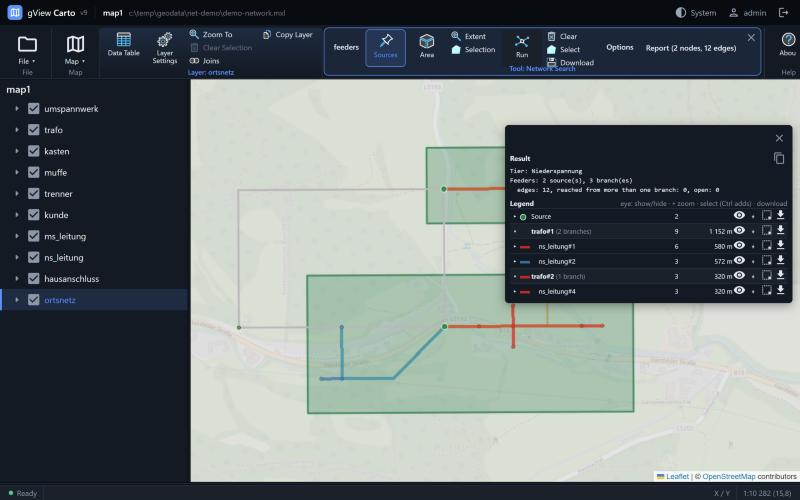 gView Carto v9 map1 c:\temp\geodata\net-demo\demo-network.mxl System admin
File Map Data Table Layer Settings Zoom To Clear Selection Joins Copy Layer
File Map Layer: ortsnetz
feeders Sources Area Extent Selection Run Clear Select Download Options Report (2 nodes, 12 edges)
Tool: Network Search
Abou
Help
map1
umspannwerk
trafo
kasten
muffe
trenner
kunde
ms_leitung
ns_leitung
hausanschluss
ortsnetz
Result
Tier: Niederspannung
Feeders: 2 source(s), 3 branch(es)
edges: 12, reached from more than one branch: 0, open: 0
Legend eye: show/hide · + zoom · select (Ctrl adds) · download
Source 2
trafo#1 (2 branches) 9 1 152 m
ns_leitung#1 6 580 m
ns_leitung#2 3 572 m
trafo#2 (1 branch) 3 320 m
ns_leitung#4 3 320 m
Leaflet | © OpenStreetMap contributors
Ready X / Y 1:10 282 (15,8)